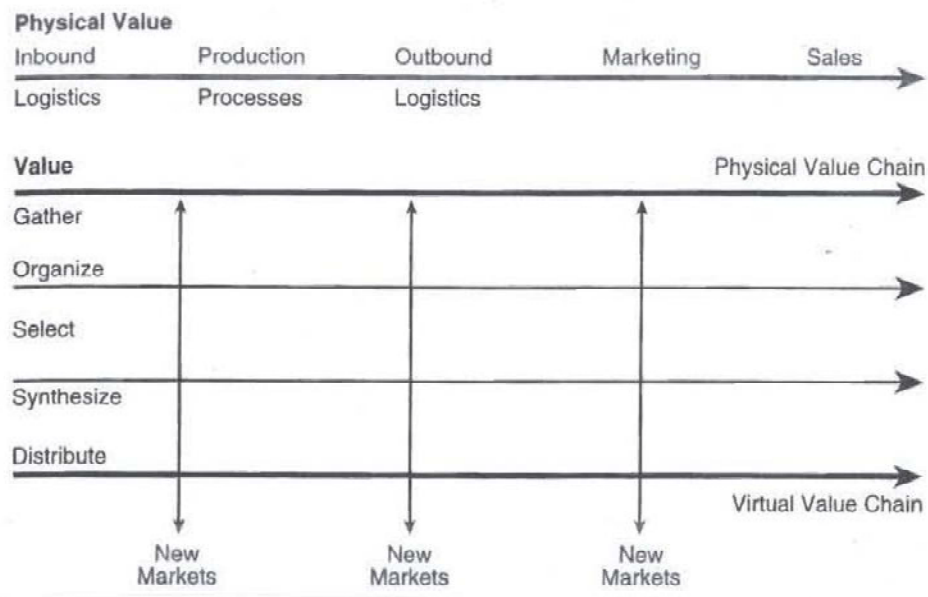 Physical Value
Inbound Production Outbound Marketing Sales
Logistics Processes Logistics
Value Physical Value Chain
Gather
Organize
Select
Synthesize
Distribute
Virtual Value Chain
New New New
Markets Markets Markets